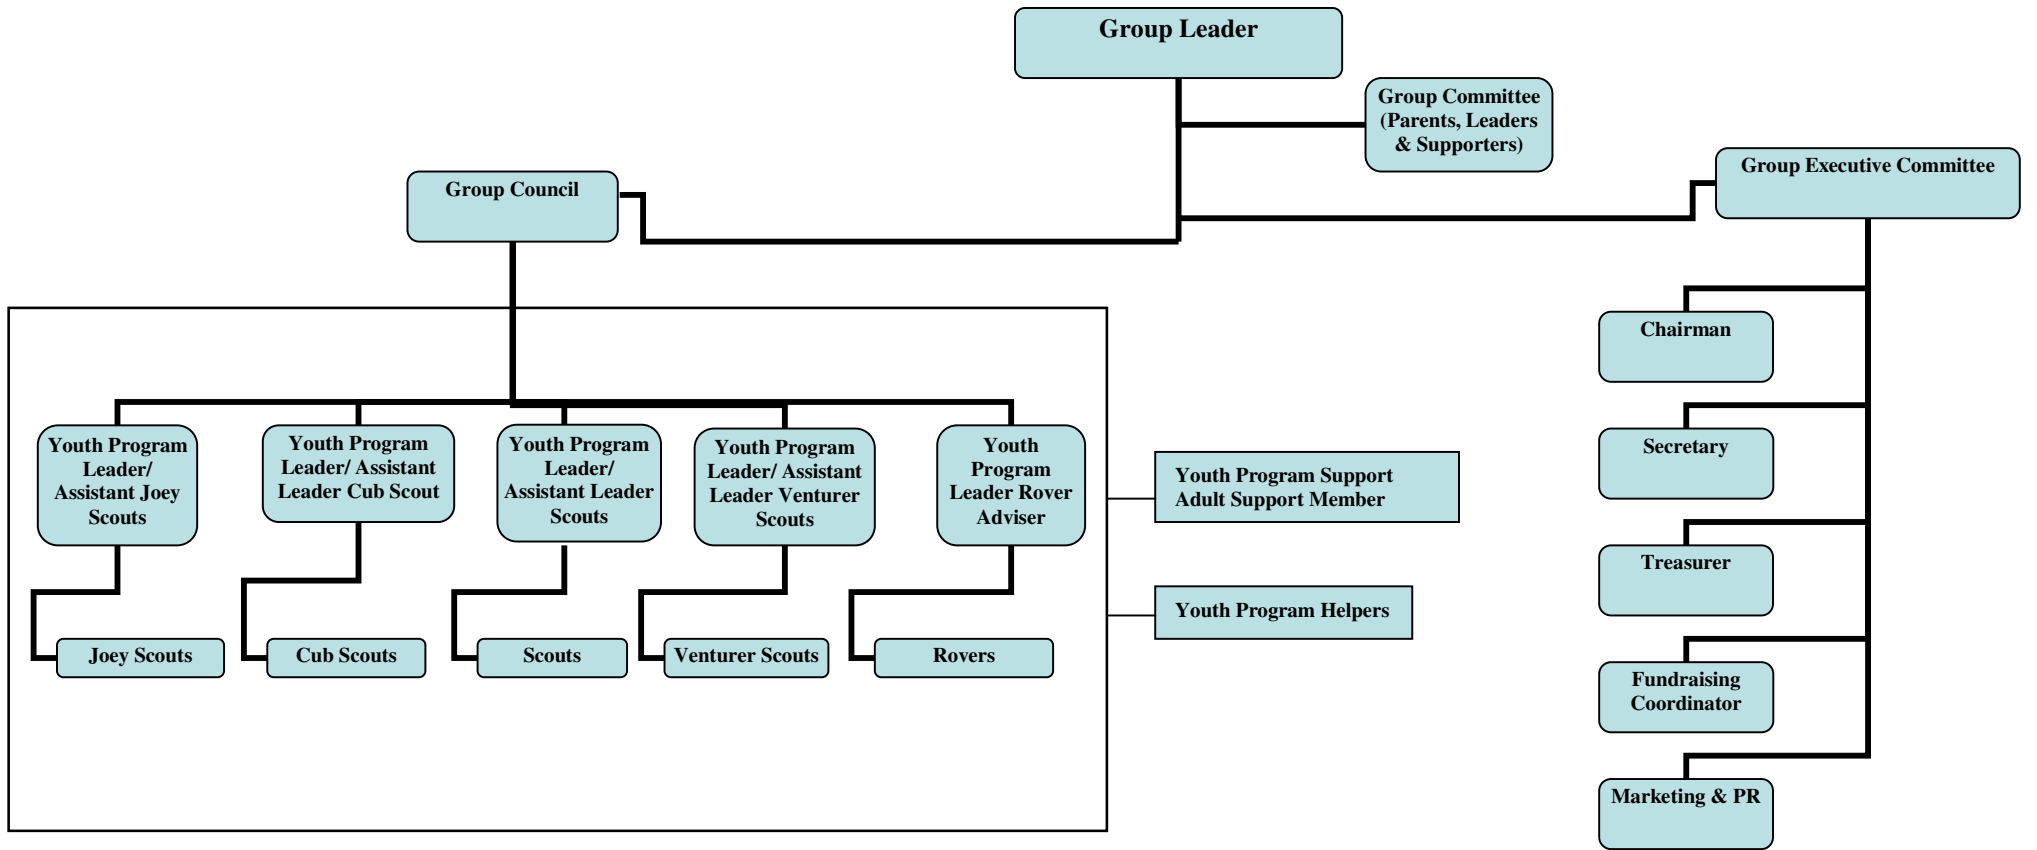 Group Leader
Group Committee
(Parents, Leaders
& Supporters)
Group Executive Committee
Group Council
Chairman
Secretary
Treasurer
Fundraising
Coordinator
Marketing & PR
Youth Program
Leader/
Assistant Joey
Scouts
Youth Program
Leader/ Assistant
Leader Cub Scout
Youth Program
Leader/
Assistant Leader
Scouts
Youth Program
Leader/ Assistant
Leader Venturer
Scouts
Youth
Program
Leader Rover
Adviser
Youth Program Support
Adult Support Member
Youth Program Helpers
Joey Scouts
Cub Scouts
Scouts
Venturer Scouts
Rovers